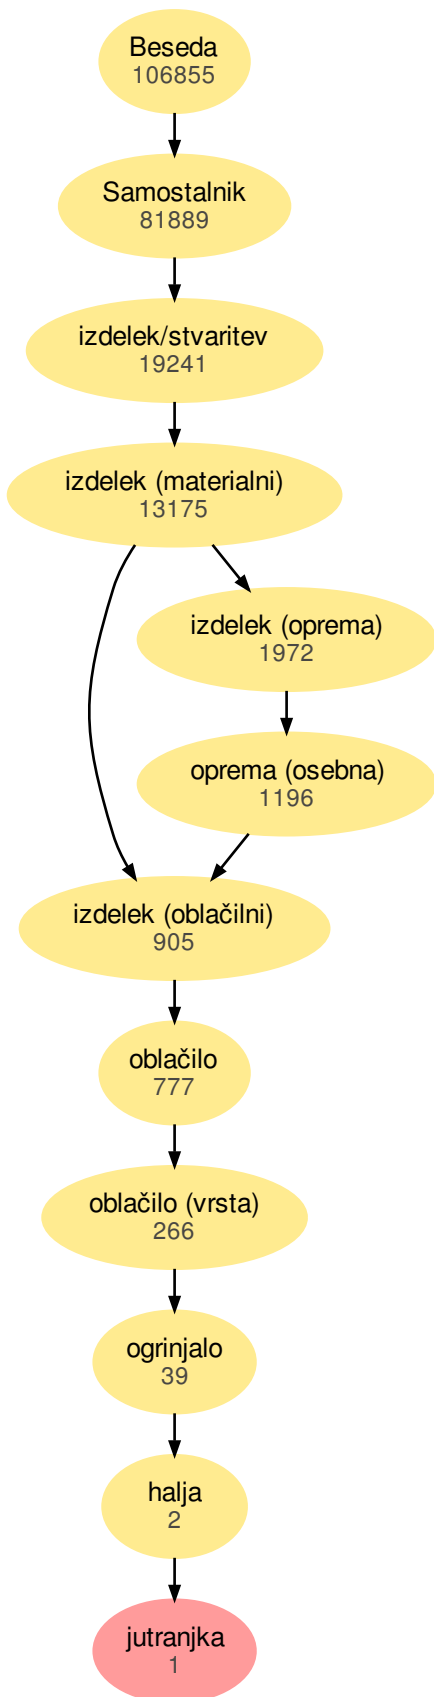 Beseda
106855
Samostalnik
81889
izdelek/stvaritev
19241
izdelek (materialni)
13175
izdelek (oprema)
1972
oprema (osebna)
1196
izdelek (oblačilni)
905
oblačilo
777
oblačilo (vrsta)
266
ogrinjalo
39
halja
2
jutranjka
1